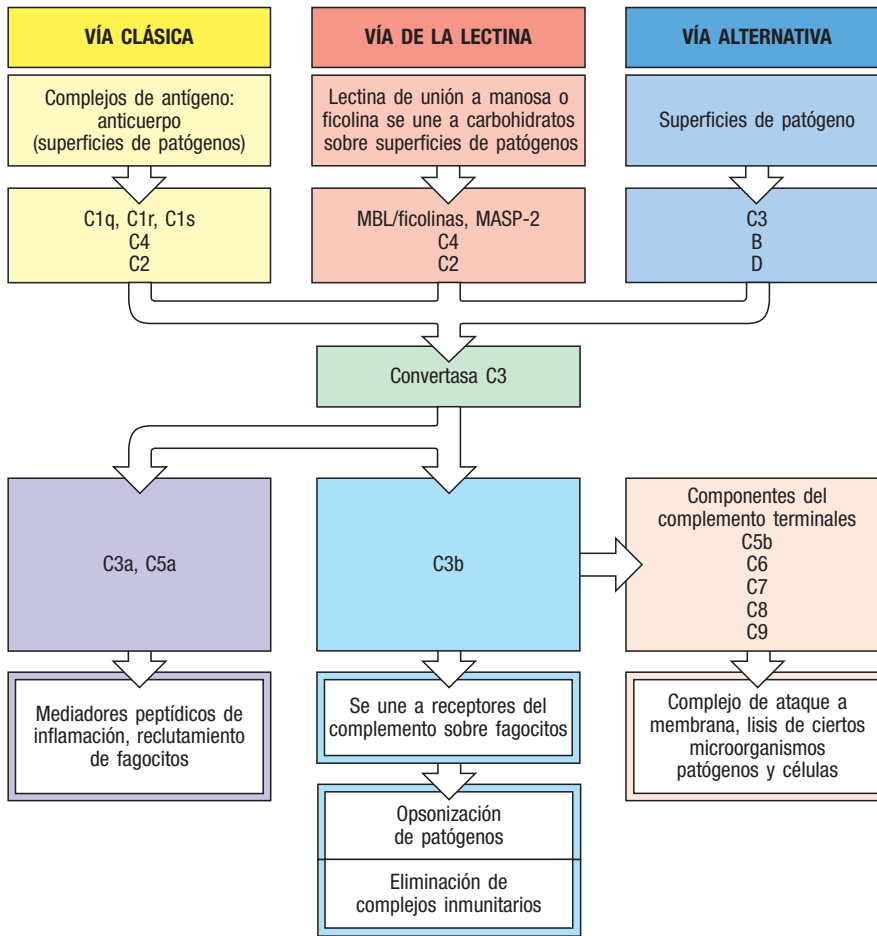 VÍA CLÁSICA
VÍA DE LA LECTINA
VÍA ALTERNATIVA
Complejos de antígeno:
anticuerpo
(superficies de patógenos)
Lectina de unión a manosa o
ficolina se une a carbohidratos
sobre superficies de patógenos
Superficies de patógeno
C1q, C1r, C1s
C4
C2
MBL/ficolinas, MASP-2
C4
C2
C3
B
D
Convertasa C3
C3a, C5a
C3b
Componentes del
complemento terminales
C5b
C6
C7
C8
C9
Mediadores peptídicos de
inflamación, reclutamiento
de fagocitos
Se une a receptores del
complemento sobre fagocitos
Complejo de ataque a
membrana, lisis de ciertos
microorganismos
patógenos y células
Opsonización
de patógenos
Eliminación de
complejos inmunitarios